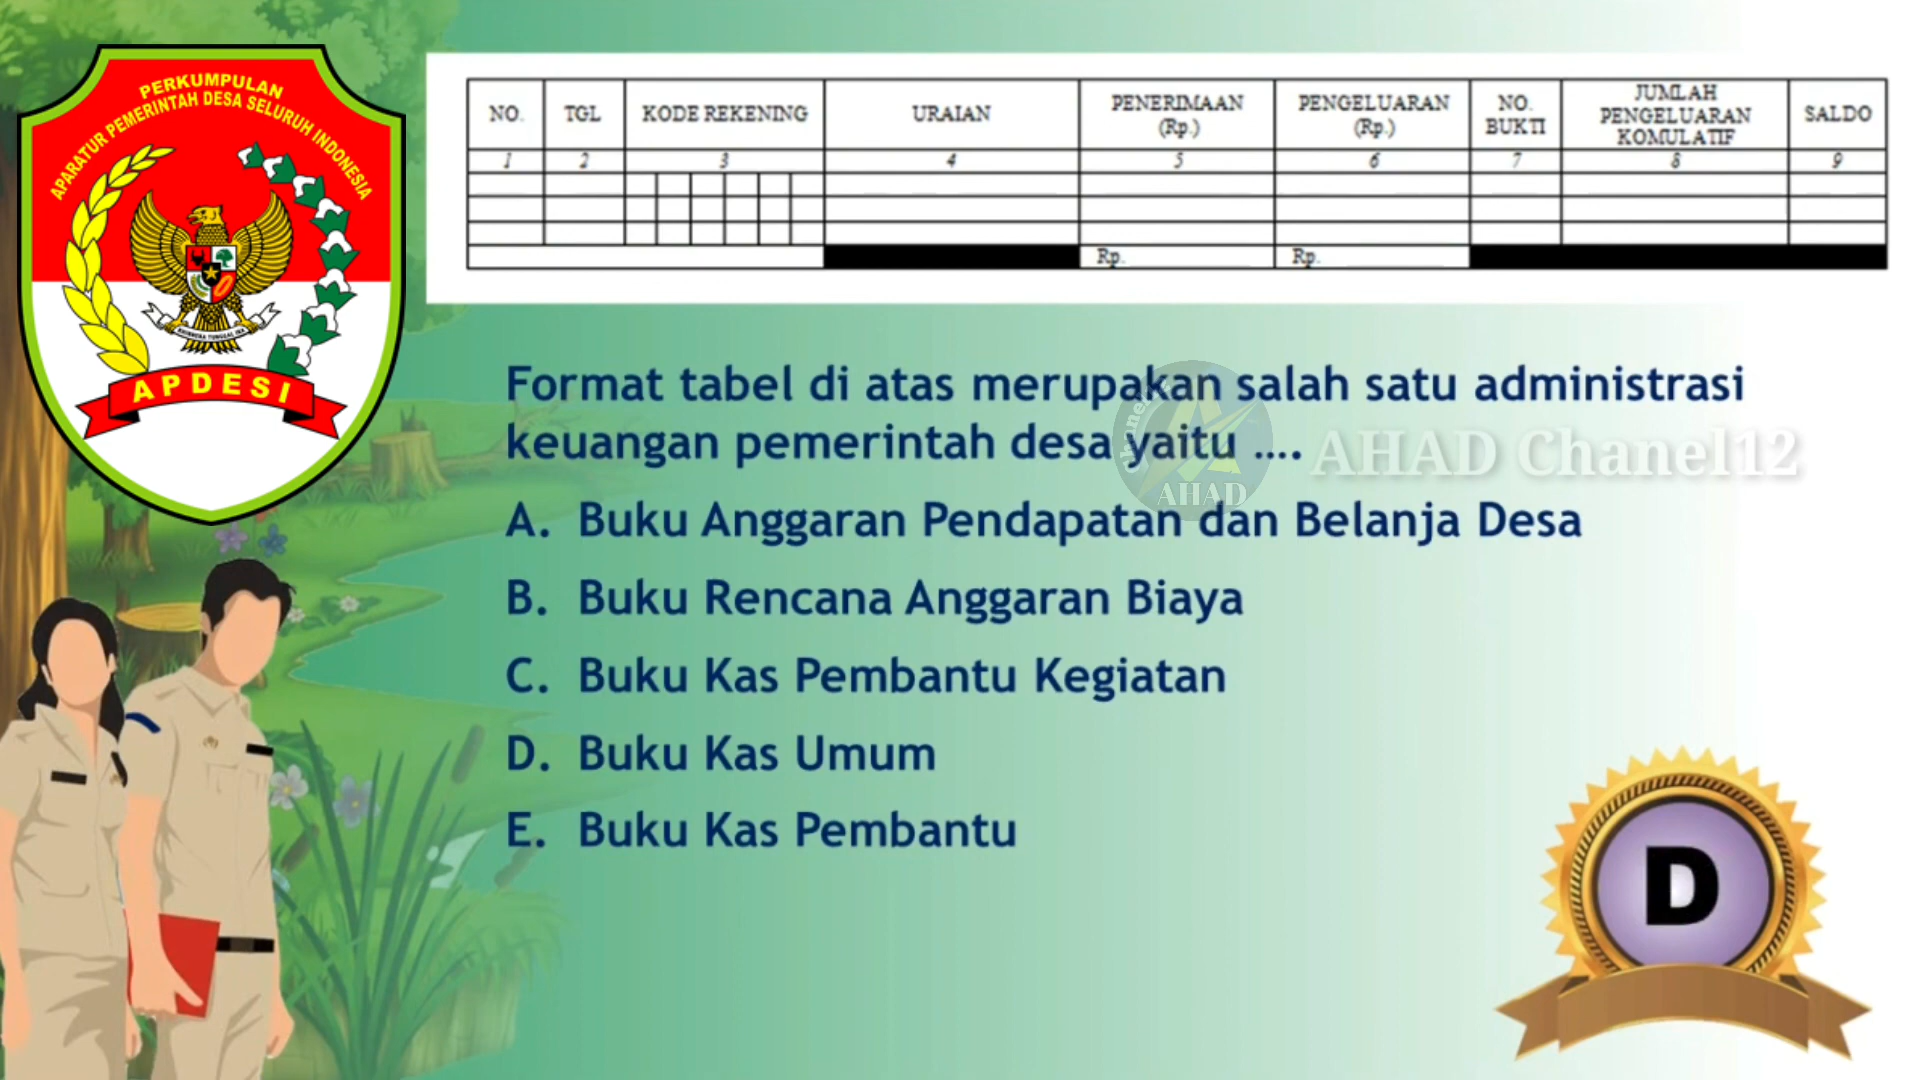 PERKUMPULAN
APARATUR PEMERINTAH DESA SELURUH INDONESIA
BHINNEKA TUNGGAL IKA
APDESI
NO. TGL KODE REKENING URAIAN PENERIMAAN (Rp.) PENGELUARAN (Rp.) NO. BUKTI JUMLAH PENGELUARAN KOMULATIF SALDO
1 2 3 4 5 6 7 8 9
Rp. Rp.
Format tabel di atas merupakan salah satu administrasi
keuangan pemerintah desa yaitu ....
AHAD Chanel12
AHAD
A. Buku Anggaran Pendapatan dan Belanja Desa
B. Buku Rencana Anggaran Biaya
C. Buku Kas Pembantu Kegiatan
D. Buku Kas Umum
E. Buku Kas Pembantu
D